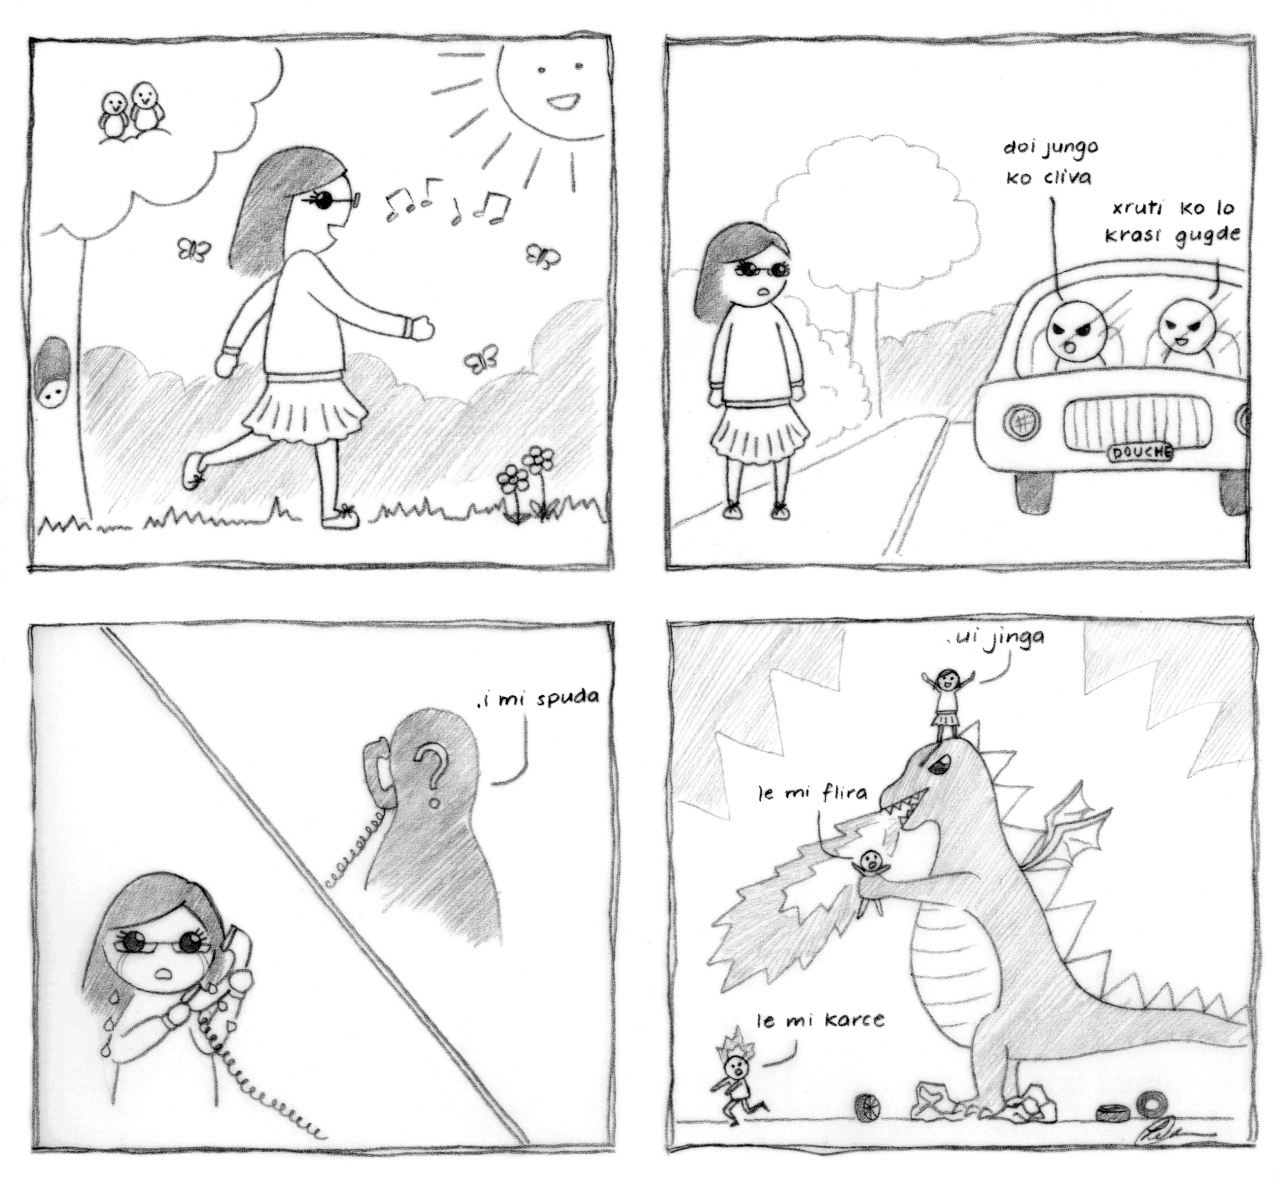 doi jungo
ko cliva
xruti ko lo
krasi gugde
DOUCHE
.i mi spuda
?
.ui jinga
le mi flira
le mi karce